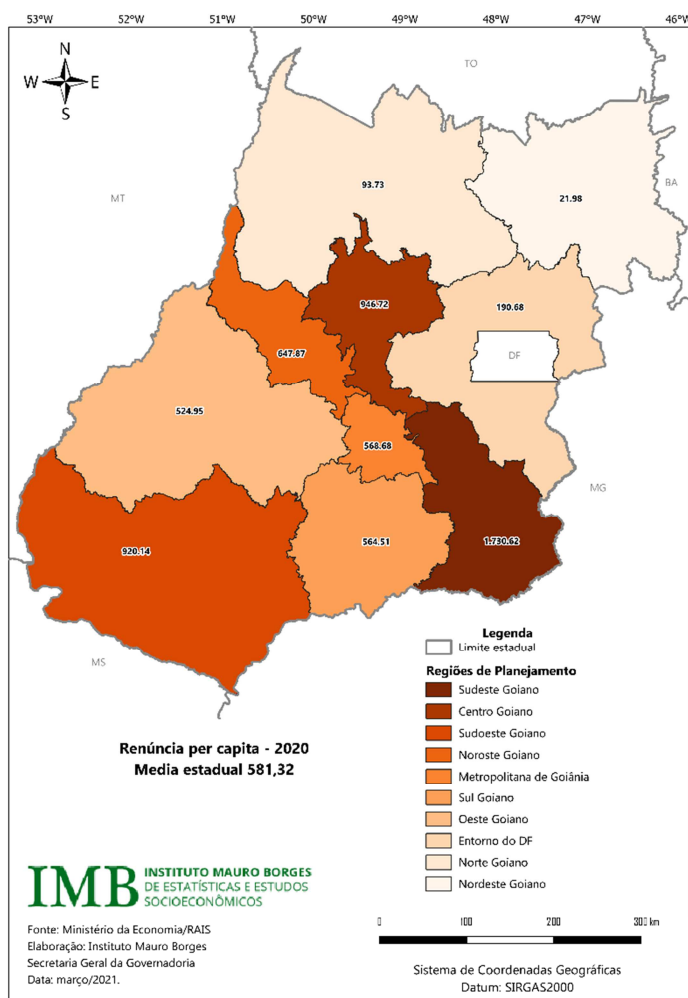 53°W 52°W 51°W 50°W 49°W 48°W 47°W 46°W
N
W E
S
TO
MT
BA
93.73
21.98
946.72
190.68
647.87
DF
524.95
568.68
MG
564.51
1.730.62
920.14
MS
Legenda
Limite estadual
Regiões de Planejamento
Sudeste Goiano
Centro Goiano
Sudoeste Goiano
Noroste Goiano
Metropolitana de Goiânia
Sul Goiano
Oeste Goiano
Entorno do DF
Norte Goiano
Nordeste Goiano
Renúncia per capita - 2020
Media estadual 581,32
IMB INSTITUTO MAURO BORGES
DE ESTATÍSTICAS E ESTUDOS
SOCIOECONÔMICOS
Fonte: Ministério da Economia/RAIS
Elaboração: Instituto Mauro Borges
Secretaria Geral da Governadoria
Data: março/2021.
0 100 200 300 km
Sistema de Coordenadas Geográficas
Datum: SIRGAS2000